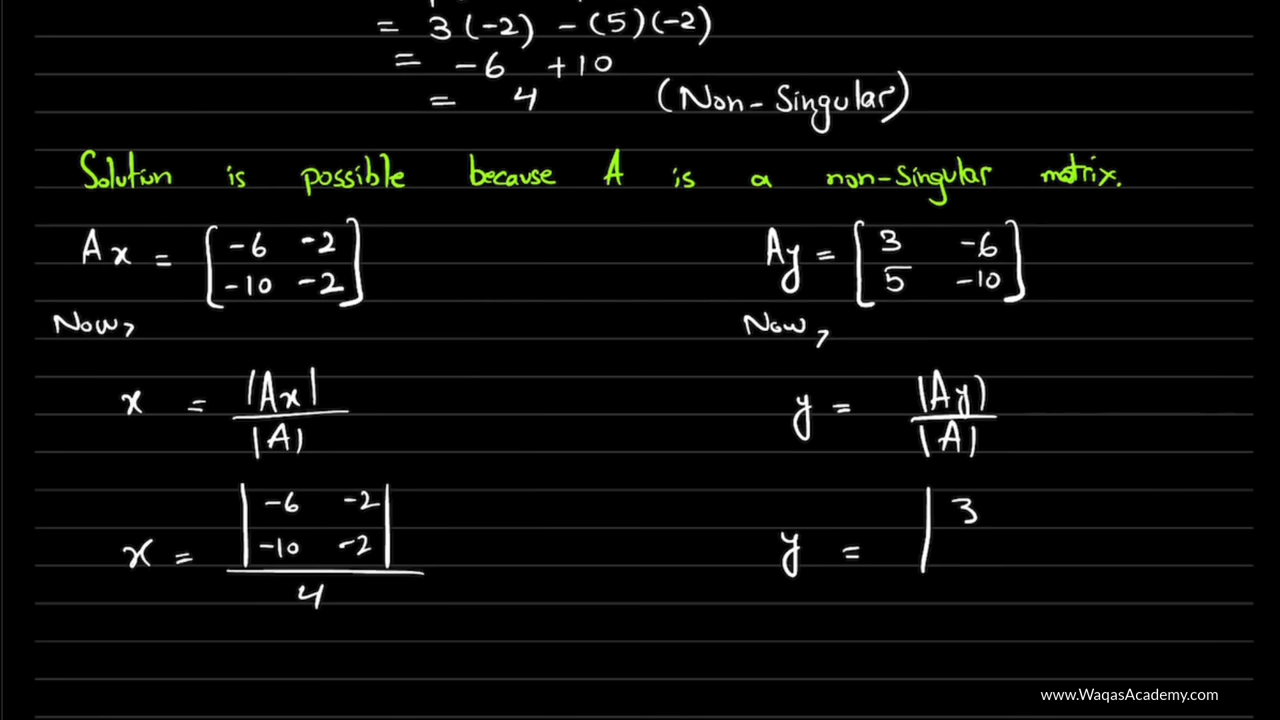 = 3(-2) - (5)(-2)
= -6 +10
= 4 (Non-Singular)
Solution is possible because A is a non-singular matrix.
Ax = [-6 -2
-10 -2]
Now,
x = |Ax|
|A|
x = |-6 -2
-10 -2|
4
Ay = [3 -6
5 -10]
Now,
y = |Ay|
|A|
y = |3
www.WaqasAcademy.com